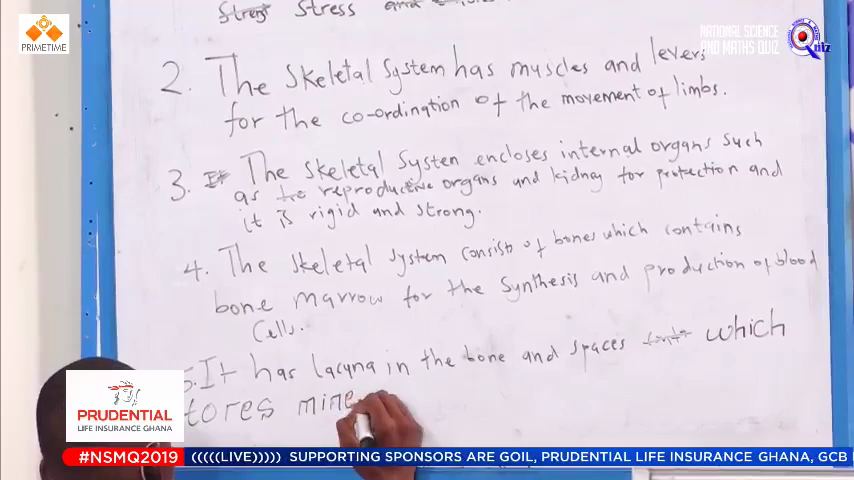 Stress
2. The Skeletal System has muscles and levers
for the co-ordination of the movement of limbs.
3. The Skeletal Systen encloses internal organs such
as reproductive organs and kidney for protection and
it is rigid and strong.
4. The skeletal system consist of bones which contains
bone marrow for the synthesis and production of blood
Cells.
5. It has lacuna in the bone and spaces which
tores mine
PRIMETIME
NATIONAL SCIENCE
AND MATHS QUIZ
Quiz
PRUDENTIAL
LIFE INSURANCE GHANA
#NSMQ2019 (((((LIVE))))) SUPPORTING SPONSORS ARE GOIL, PRUDENTIAL LIFE INSURANCE GHANA, GCB